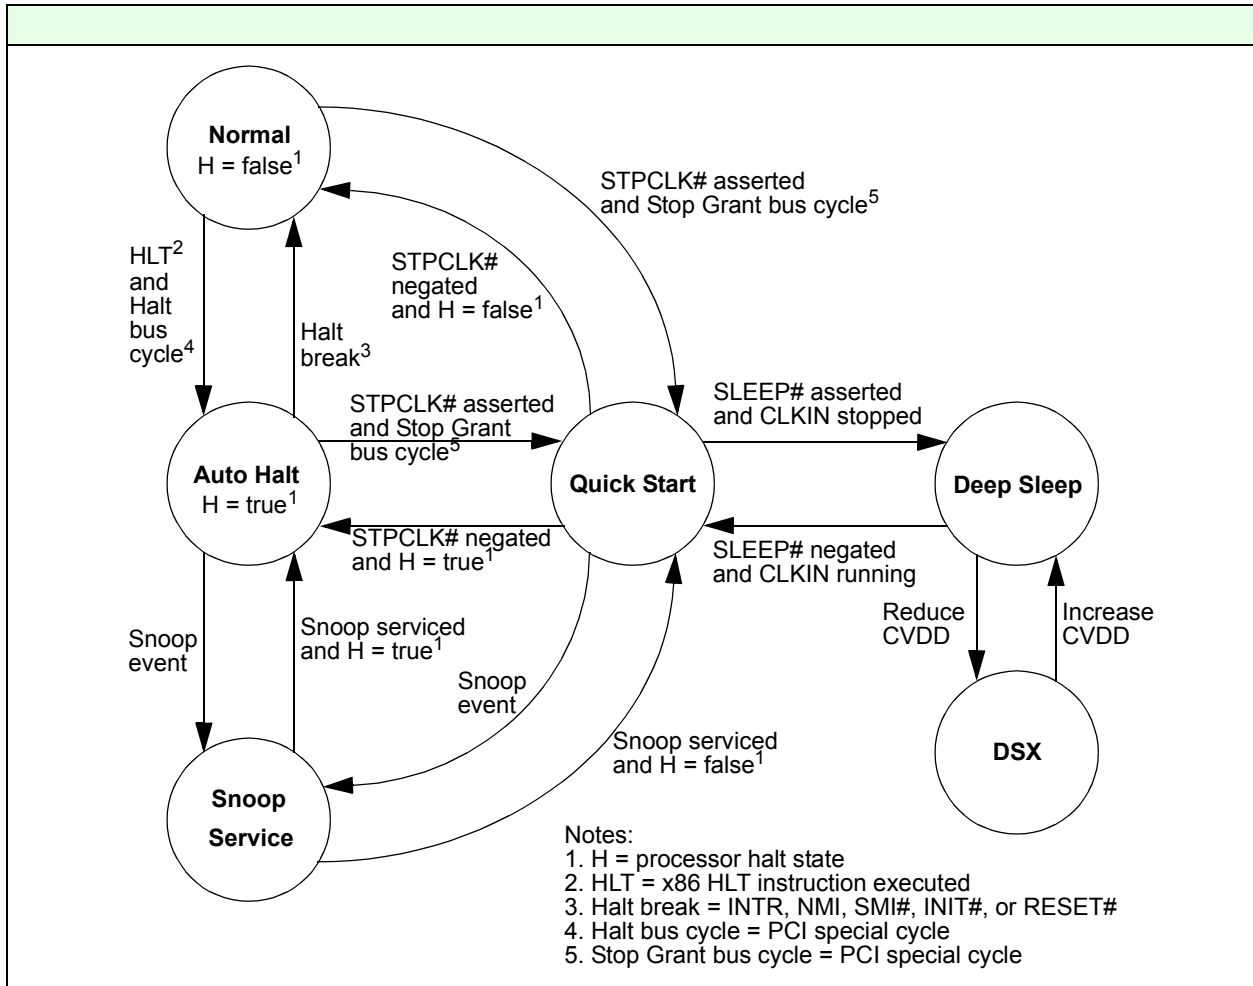 Normal
H = false¹
STPCLK# asserted
and Stop Grant bus cycle⁵
HLT²
and
Halt
bus
cycle⁴
STPCLK#
negated
and H = false¹
Halt
break³
STPCLK# asserted
and Stop Grant
bus cycle⁵
SLEEP# asserted
and CLKIN stopped
Auto Halt
H = true¹
Quick Start
Deep Sleep
STPCLK# negated
and H = true¹
SLEEP# negated
and CLKIN running
Snoop
event
Snoop serviced
and H = true¹
Snoop
event
Reduce
CVDD
Increase
CVDD
Snoop serviced
and H = false¹
DSX
Snoop
Service
Notes:
1. H = processor halt state
2. HLT = x86 HLT instruction executed
3. Halt break = INTR, NMI, SMI#, INIT#, or RESET#
4. Halt bus cycle = PCI special cycle
5. Stop Grant bus cycle = PCI special cycle